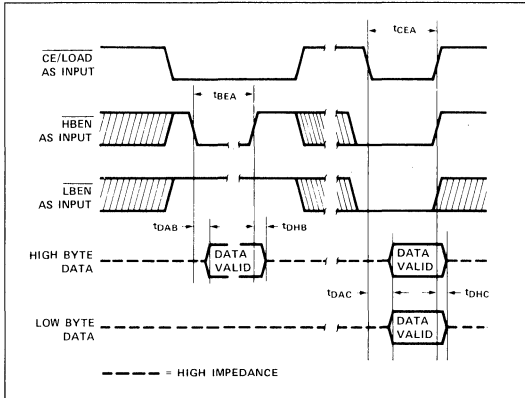 tCEA
CE/LOAD
AS INPUT
tBEA
HBEN
AS INPUT
LBEN
AS INPUT
tDAB
tDHB
HIGH BYTE
DATA
DATA
VALID
DATA
VALID
tDAC
tDHC
LOW BYTE
DATA
DATA
VALID
= HIGH IMPEDANCE